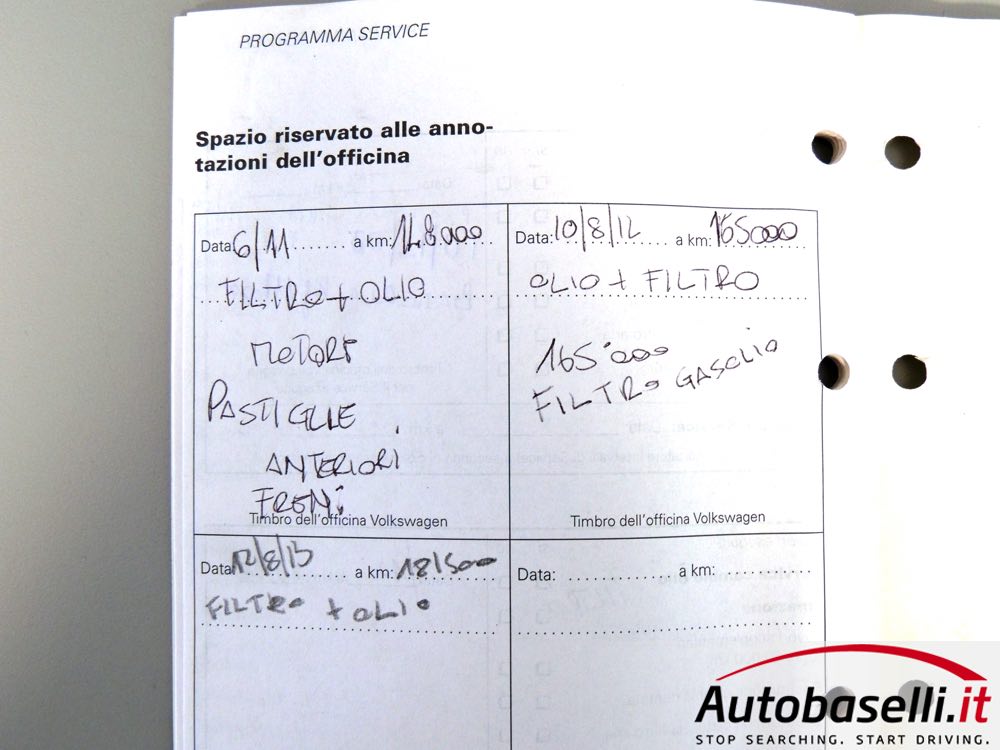 PROGRAMMA SERVICE
Spazio riservato alle anno-
tazioni dell'officina
Data: 6/11 a km: 148000
FILTRO + OLIO
MOTORE
PASTIGLIE
ANTERIORI
FRENI
Timbro dell'officina Volkswagen
Data: 10/8/12 a km: 165000
OLIO + FILTRO
165'000
FILTRO GASOLIO
Timbro dell'officina Volkswagen
Data: 12/8/13 a km: 181500
FILTRO + OLIO
Data: a km:
Autobaselli.it
STOP SEARCHING. START DRIVING.